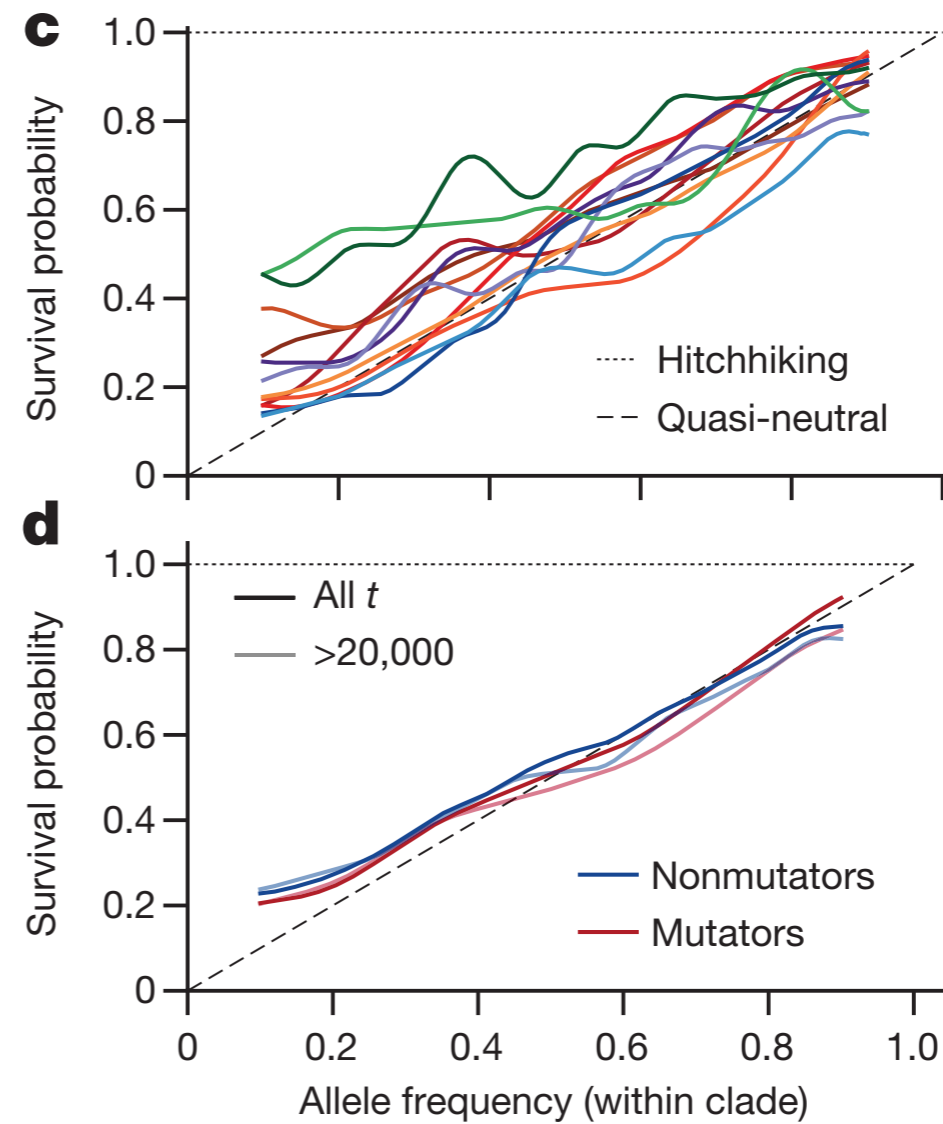 c
Survival probability
1.0
0.8
0.6
0.4
0.2
0
Hitchhiking
Quasi-neutral
d
Survival probability
1.0
0.8
0.6
0.4
0.2
0
All t
>20,000
Nonmutators
Mutators
0 0.2 0.4 0.6 0.8 1.0
Allele frequency (within clade)